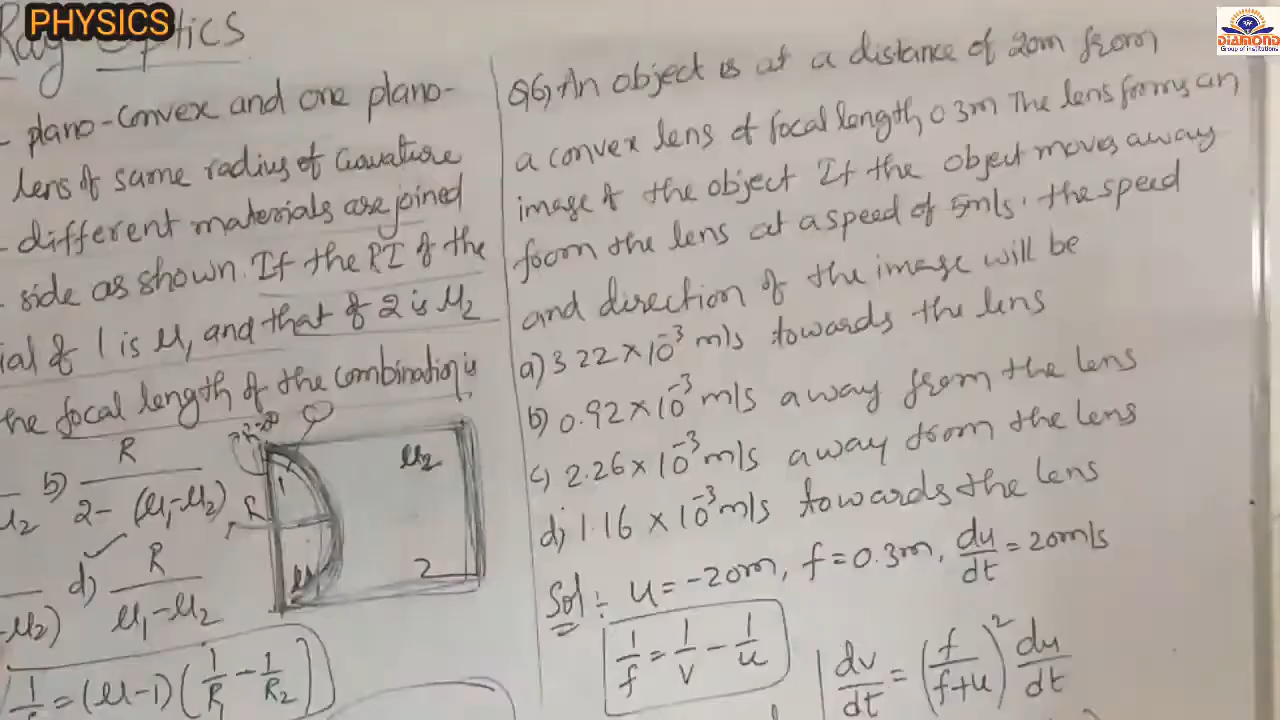 PHYSICS
DIAMOND
Group of institutions
Ray Optics
- plano-convex and one plano-
lens of same radius of curvature
- different materials are joined
- side as shown. If the RI of the
ial of 1 is μ, and that of 2 is μ2
the focal length of the combination is
μ2 b) R / 2-(μ1-μ2)
, R
1
μ2
2
-μ2) d) R / μ1-μ2
1/f = (μ-1)(1/R - 1/R2)
Q6) An object is at a distance of 20m from
a convex lens of focal length, 0 3m The lens forms an
image of the object If the object moves away
from the lens at a speed of 5m/s. the speed
and direction of the image will be
a) 3 22×10^-3 m/s towards the lens
b) 0.92×10^-3 m/s away from the lens
c) 2.26×10^-3 m/s away from the lens
d) 1.16×10^-3 m/s towards the lens
Sol:- u = -20m, f = 0.3m, du/dt = 20m/s
1/f = 1/v - 1/u
dv/dt = (f/f+u)^2 du/dt